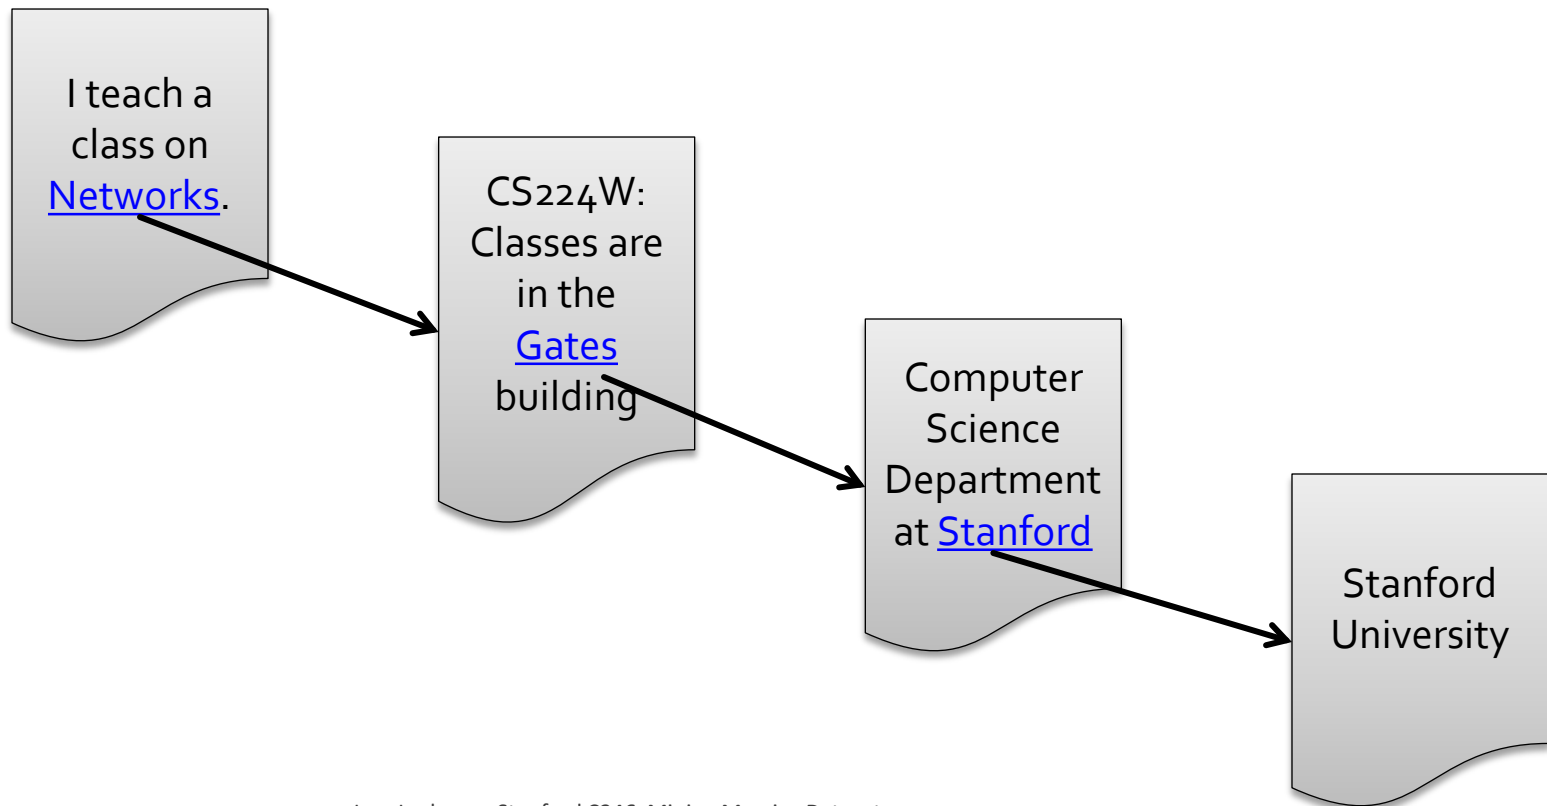 I teach a
class on
Networks.
CS224W:
Classes are
in the
Gates
building
Computer
Science
Department
at Stanford
Stanford
University